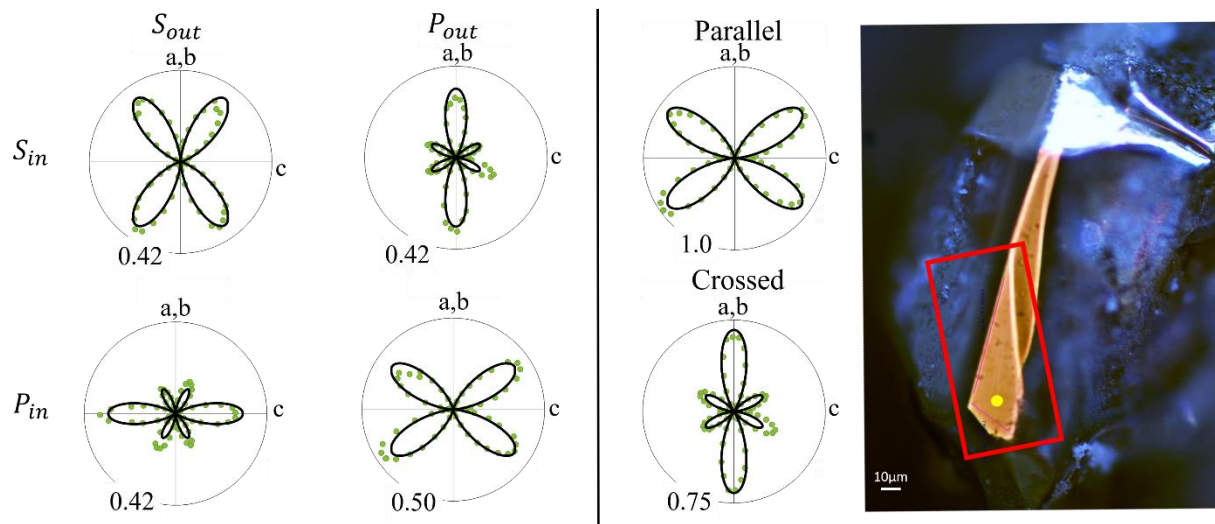 S_out
P_out
a,b
a,b
S_in
c
c
0.42
0.42
a,b
a,b
P_in
c
c
0.42
0.50
Parallel
a,b
c
1.0
Crossed
a,b
c
0.75
10μm